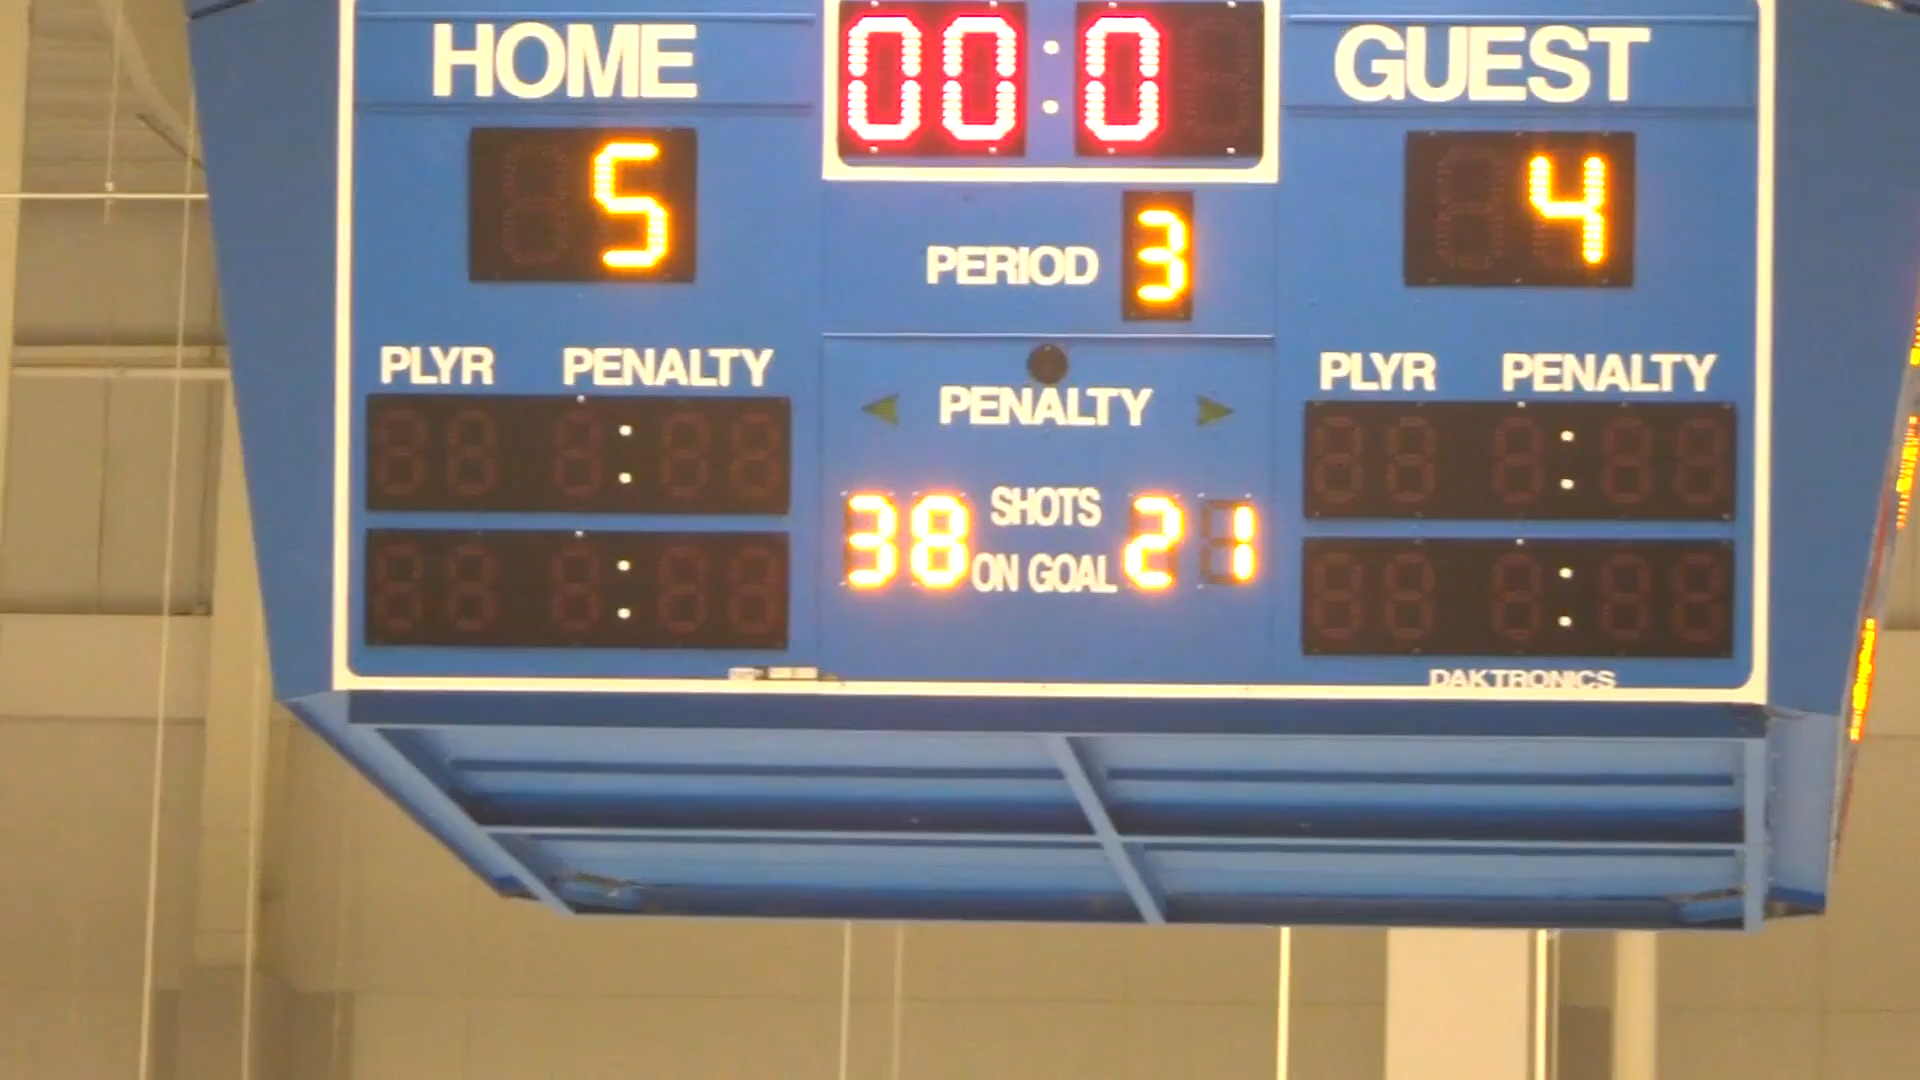 HOME 00:0 GUEST
5 4
PERIOD 3
PLYR PENALTY PLYR PENALTY
PENALTY
38 SHOTS ON GOAL 21
DAKTRONICS